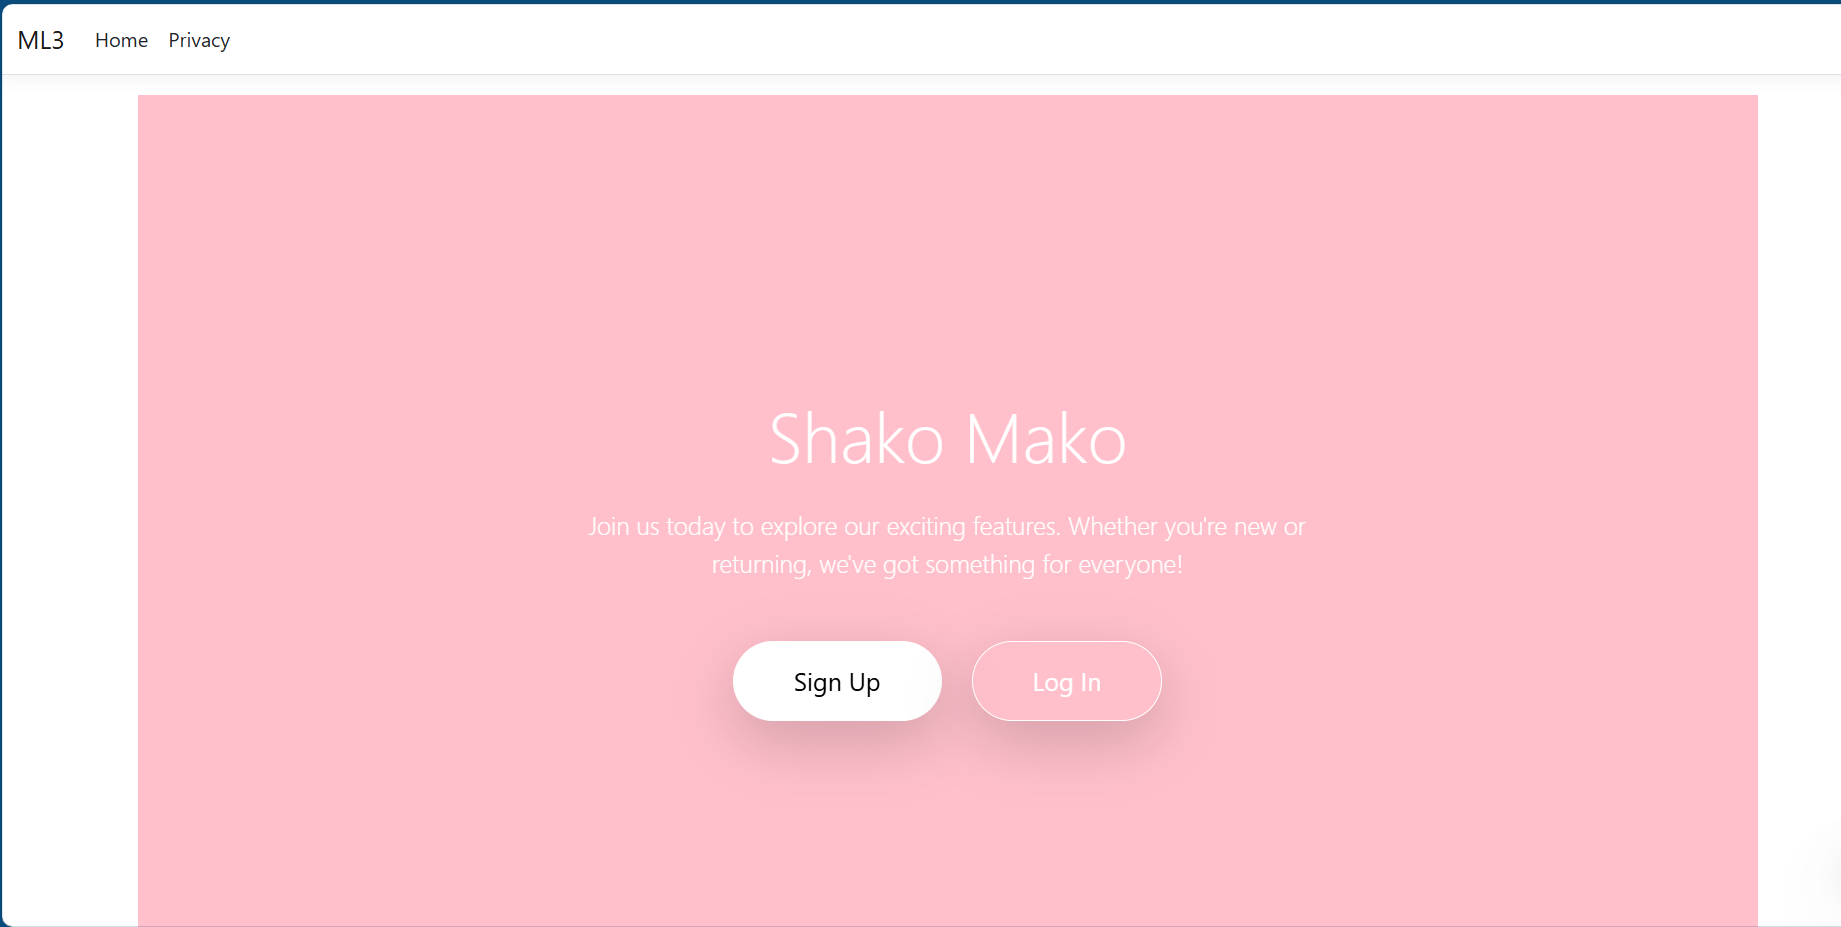 ML3 Home Privacy
Shako Mako
Join us today to explore our exciting features. Whether you're new or
returning, we've got something for everyone!
Sign Up Log In